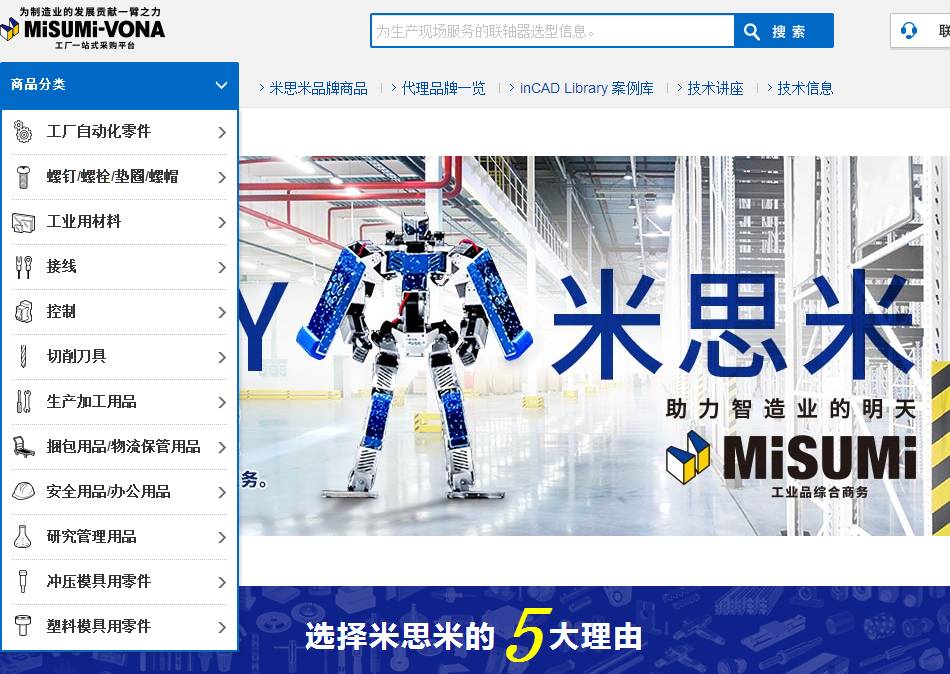 为制造业的发展贡献一臂之力
MiSUMi-VONA
工厂一站式采购平台
为生产现场服务的联轴器选型信息。
搜索
联
商品分类
米思米品牌商品
代理品牌一览
inCAD Library 案例库
技术讲座
技术信息
工厂自动化零件
螺钉/螺栓/垫圈/螺帽
工业用材料
接线
控制
切削刀具
生产加工用品
捆包用品/物流保管用品
安全用品/办公用品
研究管理用品
冲压模具用零件
塑料模具用零件
Y 米思米
助力智造业的明天
MiSUMi
工业品综合商务
务。
选择米思米的 5 大理由